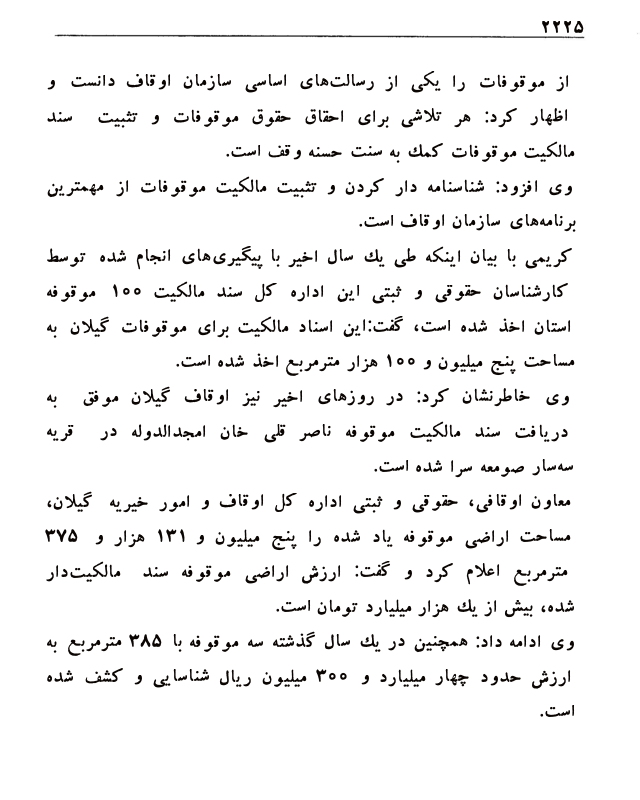 ۲۲۲۵
از موقوفات را یکی از رسالت‌های اساسی سازمان اوقاف دانست و
اظهار کرد: هر تلاشی برای احقاق حقوق موقوفات و تثبیت سند
مالکیت موقوفات کمك به سنت حسنه وقف است.
وی افزود: شناسنامه دار کردن و تثبیت مالکیت موقوفات از مهمترین
برنامه‌های سازمان اوقاف است.
کریمی با بیان اینکه طی یك سال اخیر با پیگیری‌های انجام شده توسط
کارشناسان حقوقی و ثبتی این اداره کل سند مالکیت ۱۰۰ موقوفه
استان اخذ شده است، گفت:این اسناد مالکیت برای موقوفات گیلان به
مساحت پنج میلیون و ۱۰۰ هزار مترمربع اخذ شده است.
وی خاطرنشان کرد: در روزهای اخیر نیز اوقاف گیلان موفق به
دریافت سند مالکیت موقوفه ناصر قلی خان امجدالدوله در قریه
سه‌سار صومعه سرا شده است.
معاون اوقافی، حقوقی و ثبتی اداره کل اوقاف و امور خیریه گیلان،
مساحت اراضی موقوفه یاد شده را پنج میلیون و ۱۳۱ هزار و ۳۷۵
مترمربع اعلام کرد و گفت: ارزش اراضی موقوفه سند مالکیت‌دار
شده، بیش از یك هزار میلیارد تومان است.
وی ادامه داد: همچنین در یك سال گذشته سه موقوفه با ۳۸۵ مترمربع به
ارزش حدود چهار میلیارد و ۳۰۰ میلیون ریال شناسایی و کشف شده
است.